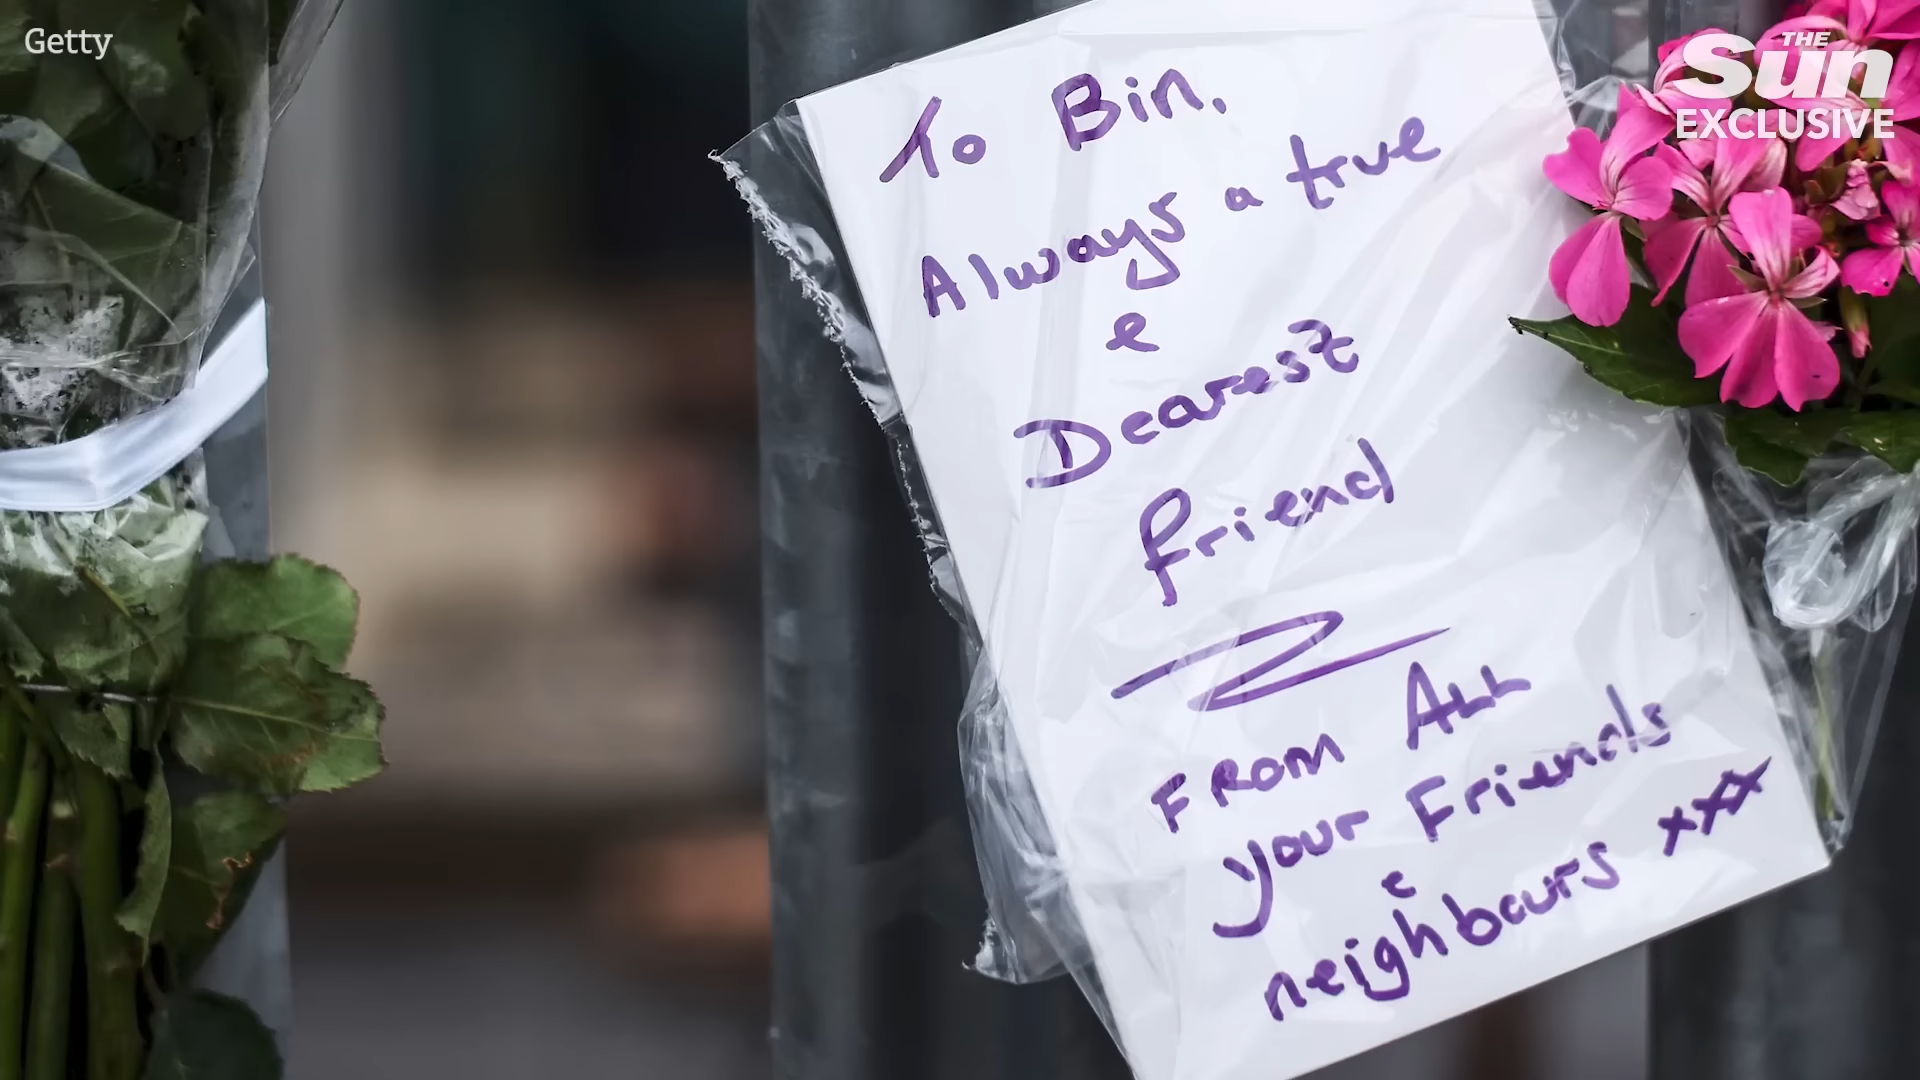 Getty
THE
Sun
EXCLUSIVE
To Bin.
Always a true
e
Dearest
friend
FROM ALL
your Friends
e
neighbours xxx